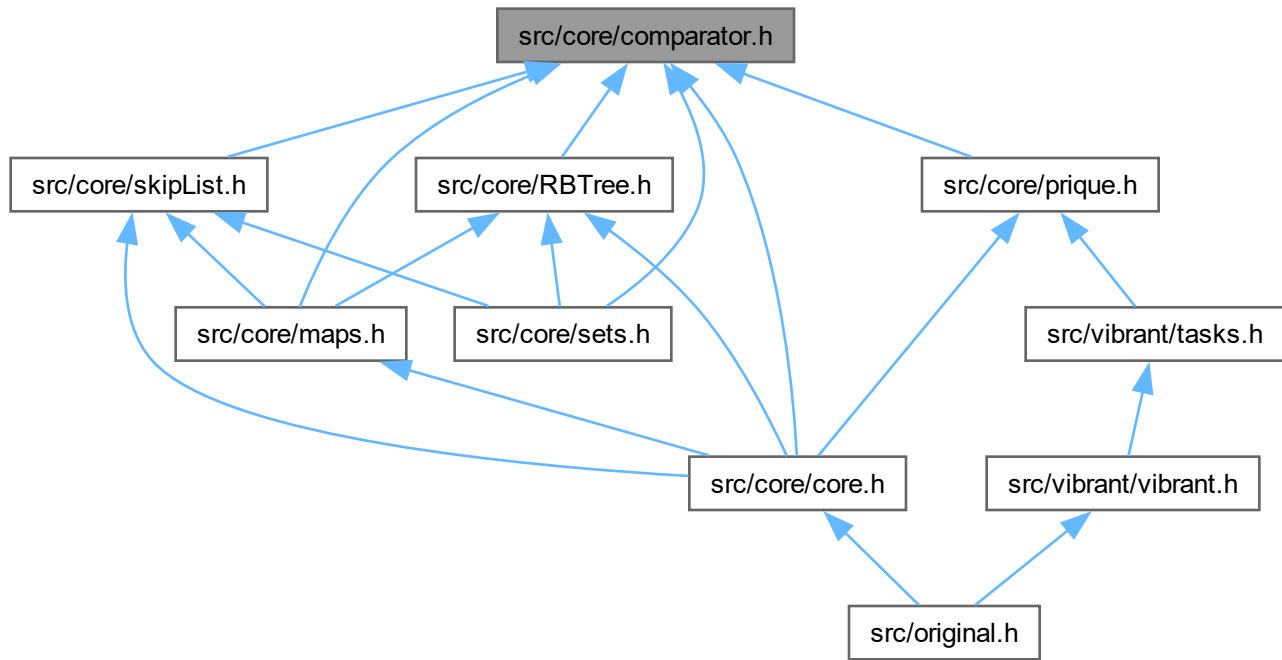 src/core/comparator.h
src/core/skipList.h
src/core/RBTree.h
src/core/prique.h
src/core/maps.h
src/core/sets.h
src/vibrant/tasks.h
src/core/core.h
src/vibrant/vibrant.h
src/original.h